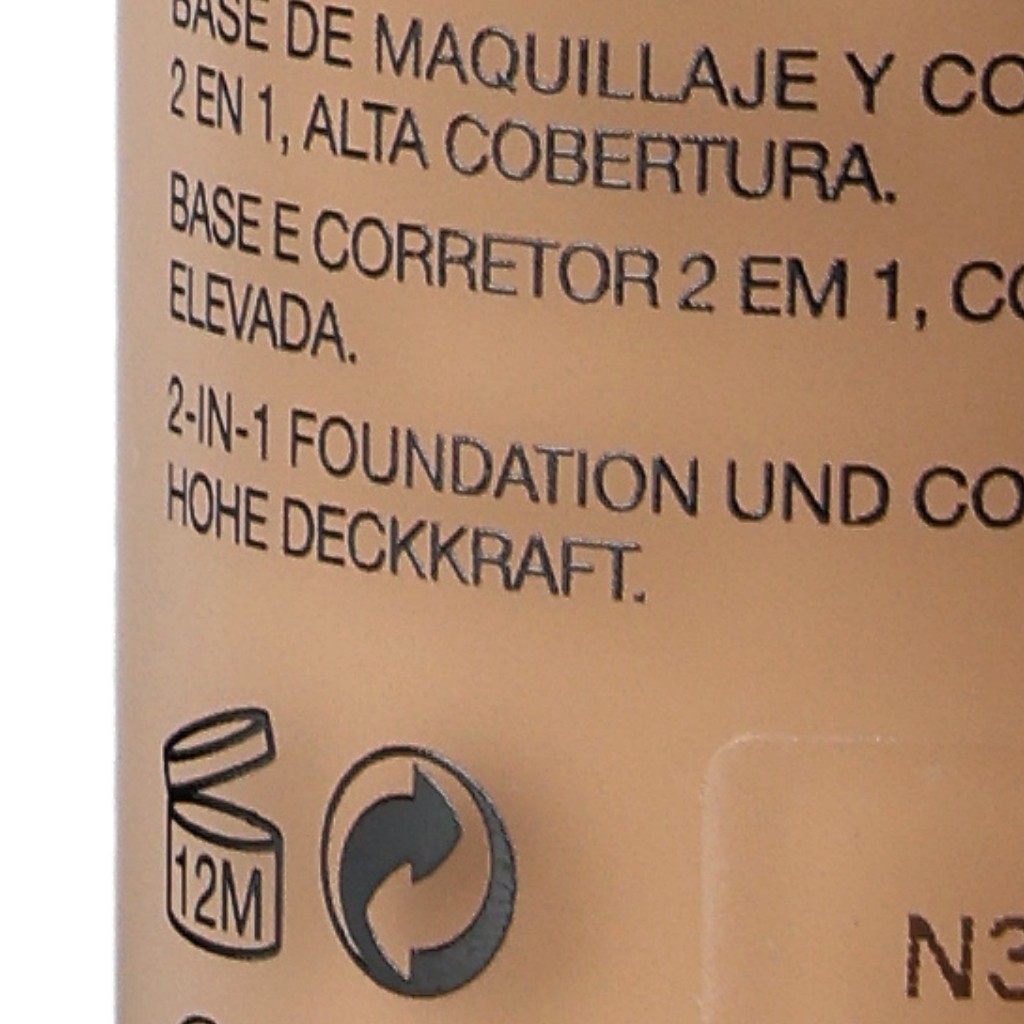 BASE DE MAQUILLAJE Y CO
2 EN 1, ALTA COBERTURA.
BASE E CORRETOR 2 EM 1, CO
ELEVADA.
2-IN-1 FOUNDATION UND CO
HOHE DECKKRAFT.
12M
N3